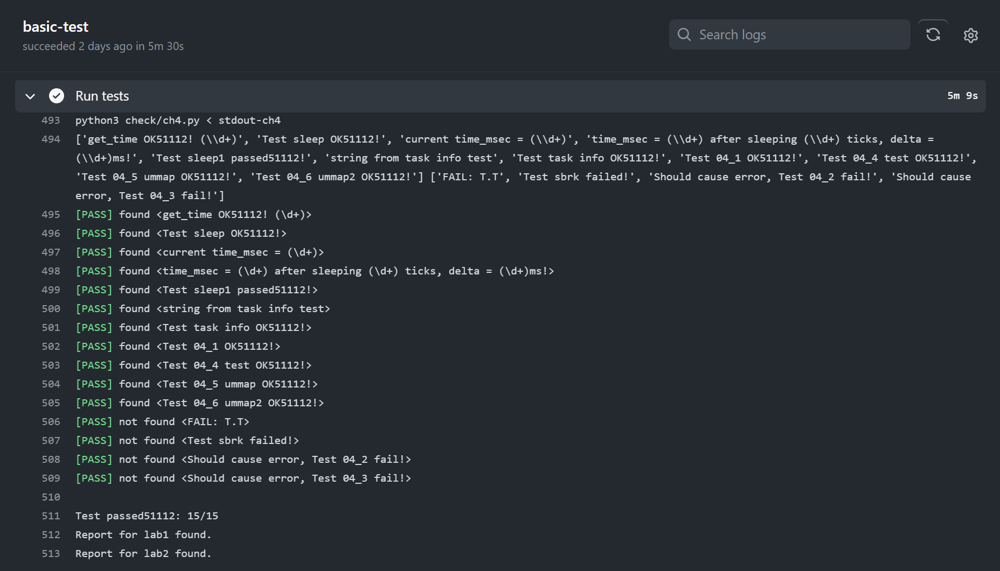 basic-test
succeeded 2 days ago in 5m 30s
Search logs
Run tests
5m 9s
493 python3 check/ch4.py < stdout-ch4
494 ['get_time OK51112! (\\d+)', 'Test sleep OK51112!', 'current time_msec = (\\d+)', 'time_msec = (\\d+) after sleeping (\\d+) ticks, delta =
(\\d+)ms!', 'Test sleep1 passed51112!', 'string from task info test', 'Test task info OK51112!', 'Test 04_1 OK51112!', 'Test 04_4 test OK51112!',
'Test 04_5 ummap OK51112!', 'Test 04_6 ummap2 OK51112!'] ['FAIL: T.T', 'Test sbrk failed!', 'Should cause error, Test 04_2 fail!', 'Should cause
error, Test 04_3 fail!']
495 [PASS] found <get_time OK51112! (\d+)>
496 [PASS] found <Test sleep OK51112!>
497 [PASS] found <current time_msec = (\d+)>
498 [PASS] found <time_msec = (\d+) after sleeping (\d+) ticks, delta = (\d+)ms!>
499 [PASS] found <Test sleep1 passed51112!>
500 [PASS] found <string from task info test>
501 [PASS] found <Test task info OK51112!>
502 [PASS] found <Test 04_1 OK51112!>
503 [PASS] found <Test 04_4 test OK51112!>
504 [PASS] found <Test 04_5 ummap OK51112!>
505 [PASS] found <Test 04_6 ummap2 OK51112!>
506 [PASS] not found <FAIL: T.T>
507 [PASS] not found <Test sbrk failed!>
508 [PASS] not found <Should cause error, Test 04_2 fail!>
509 [PASS] not found <Should cause error, Test 04_3 fail!>
510
511 Test passed51112: 15/15
512 Report for lab1 found.
513 Report for lab2 found.